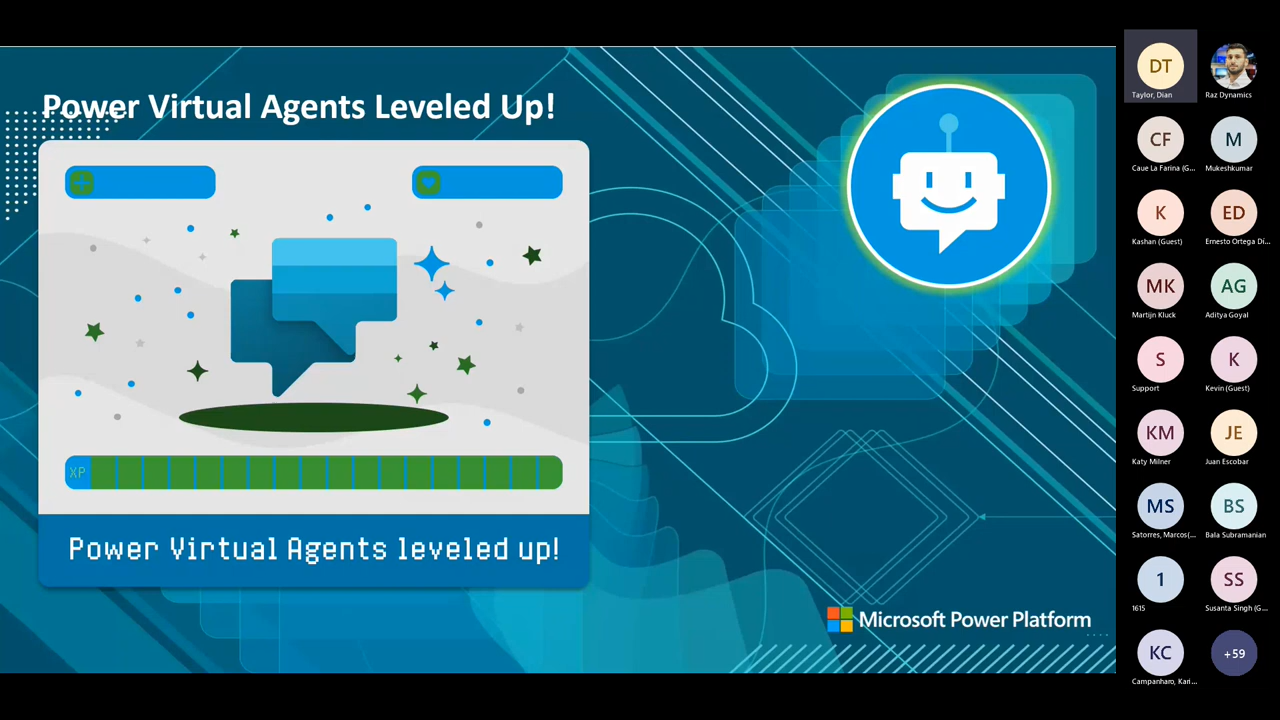 Power Virtual Agents Leveled Up!
XP
Power Virtual Agents leveled up!
Microsoft Power Platform
DT
Taylor, Dian
Raz Dynamics
CF
Caue La Farina (G...
M
Mukeshkumar
K
Kashan (Guest)
ED
Ernesto Ortega Di...
MK
Martijn Kluck
AG
Aditya Goyal
S
Support
K
Kevin (Guest)
KM
Katy Milner
JE
Juan Escobar
MS
Satorres, Marcos(...
BS
Bala Subramanian
1
1615
SS
Susanta Singh (G...
KC
Campanharo, Kari...
+59